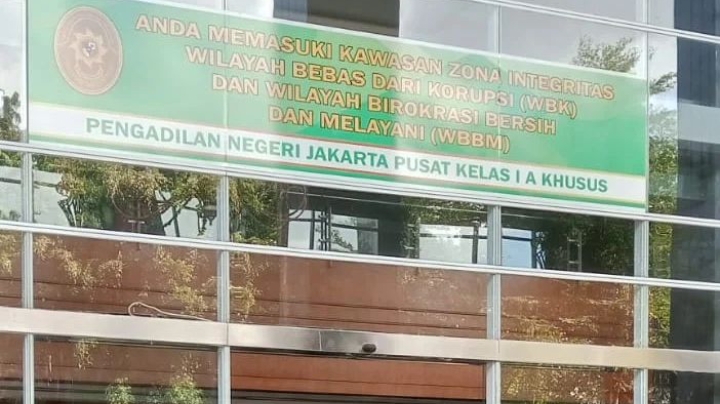 ANDA MEMASUKI KAWASAN ZONA INTEGRITAS
WILAYAH BEBAS DARI KORUPSI (WBK)
DAN WILAYAH BIROKRASI BERSIH
DAN MELAYANI (WBBM)
PENGADILAN NEGERI JAKARTA PUSAT KELAS I A KHUSUS